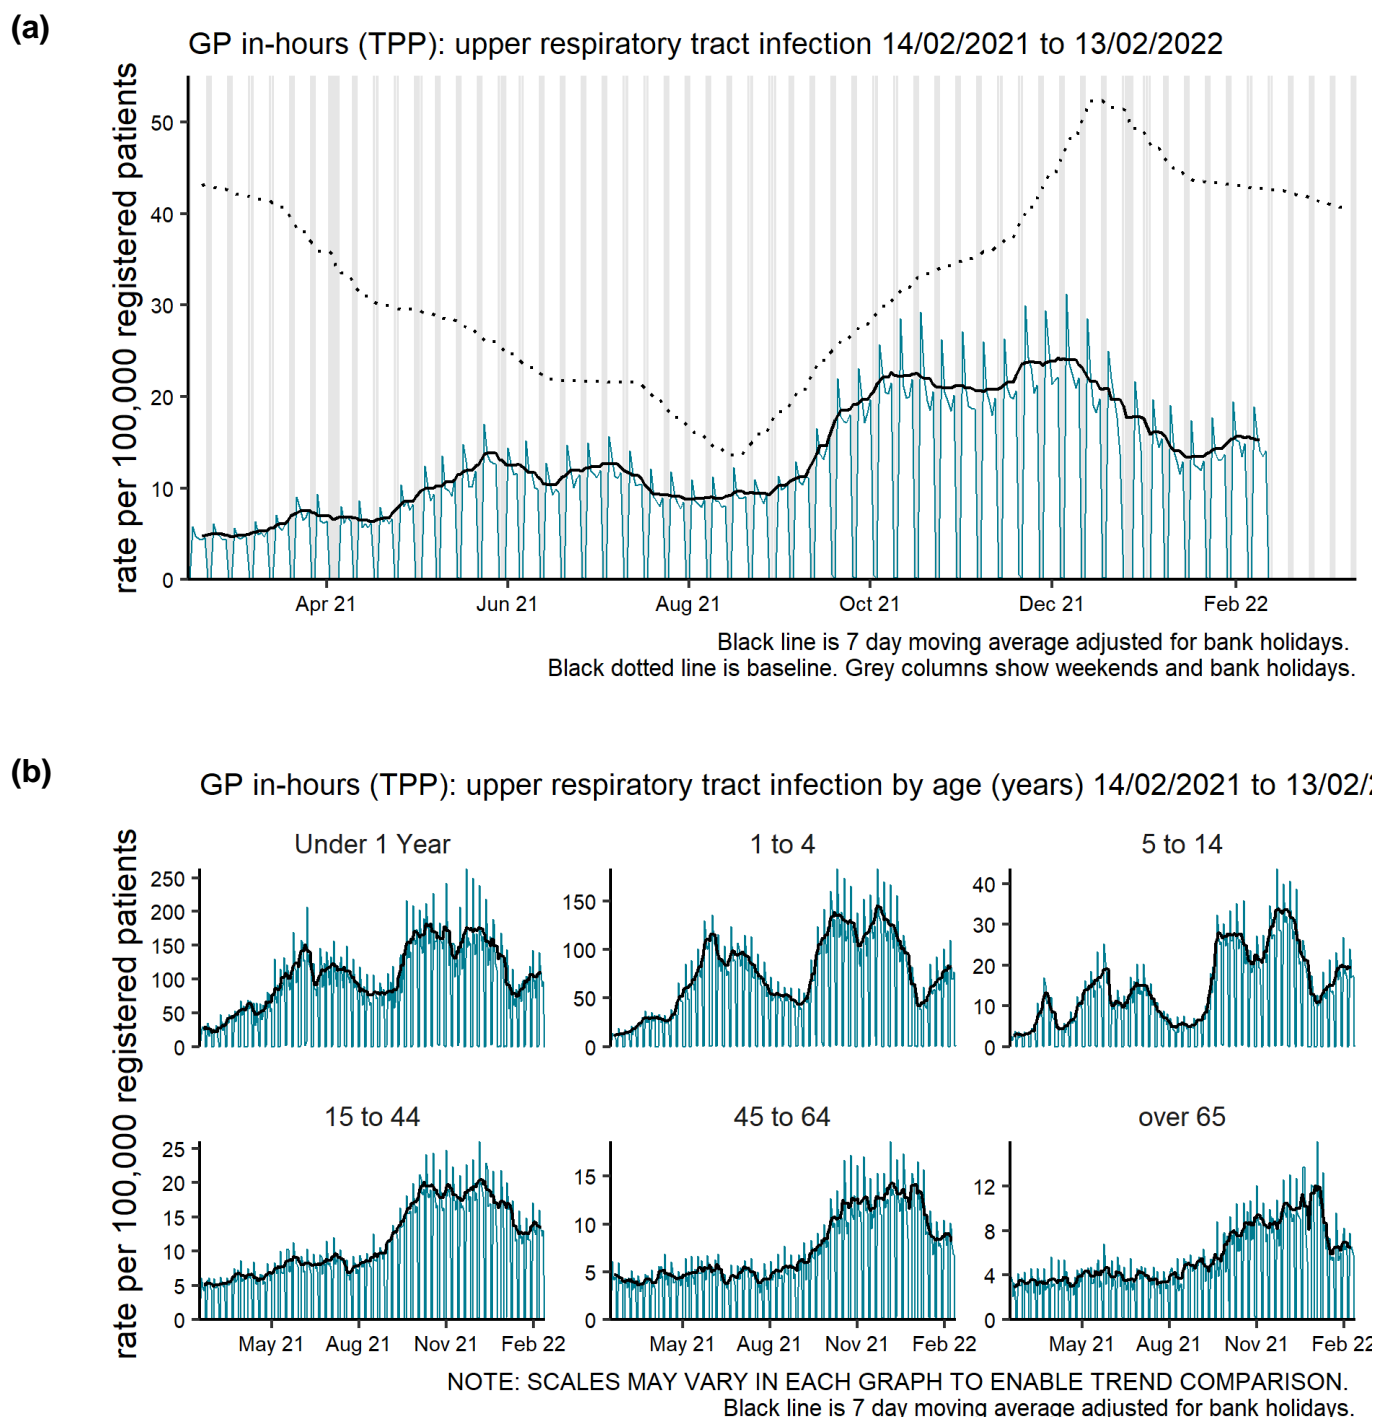 (a)
GP in-hours (TPP): upper respiratory tract infection 14/02/2021 to 13/02/2022
rate per 100,000 registered patients
50
40
30
20
10
0
Apr 21 Jun 21 Aug 21 Oct 21 Dec 21 Feb 22
Black line is 7 day moving average adjusted for bank holidays.
Black dotted line is baseline. Grey columns show weekends and bank holidays.
(b)
GP in-hours (TPP): upper respiratory tract infection by age (years) 14/02/2021 to 13/02/2
rate per 100,000 registered patients
Under 1 Year
250
200
150
100
50
0
1 to 4
150
100
50
0
5 to 14
40
30
20
10
0
15 to 44
25
20
15
10
5
0
May 21 Aug 21 Nov 21 Feb 22
45 to 64
15
10
5
0
May 21 Aug 21 Nov 21 Feb 22
over 65
12
8
4
0
May 21 Aug 21 Nov 21 Feb 22
NOTE: SCALES MAY VARY IN EACH GRAPH TO ENABLE TREND COMPARISON.
Black line is 7 day moving average adjusted for bank holidays.